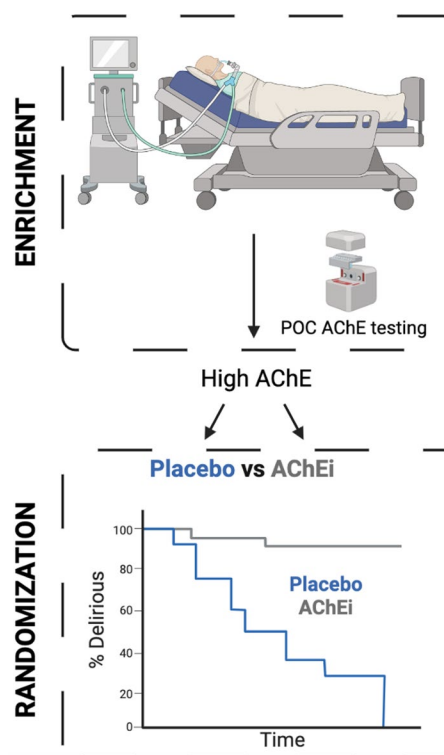 ENRICHMENT
POC AChE testing
High AChE
RANDOMIZATION
Placebo vs AChEi
% Delirious
100
80
60
40
20
0
Placebo
AChEi
Time